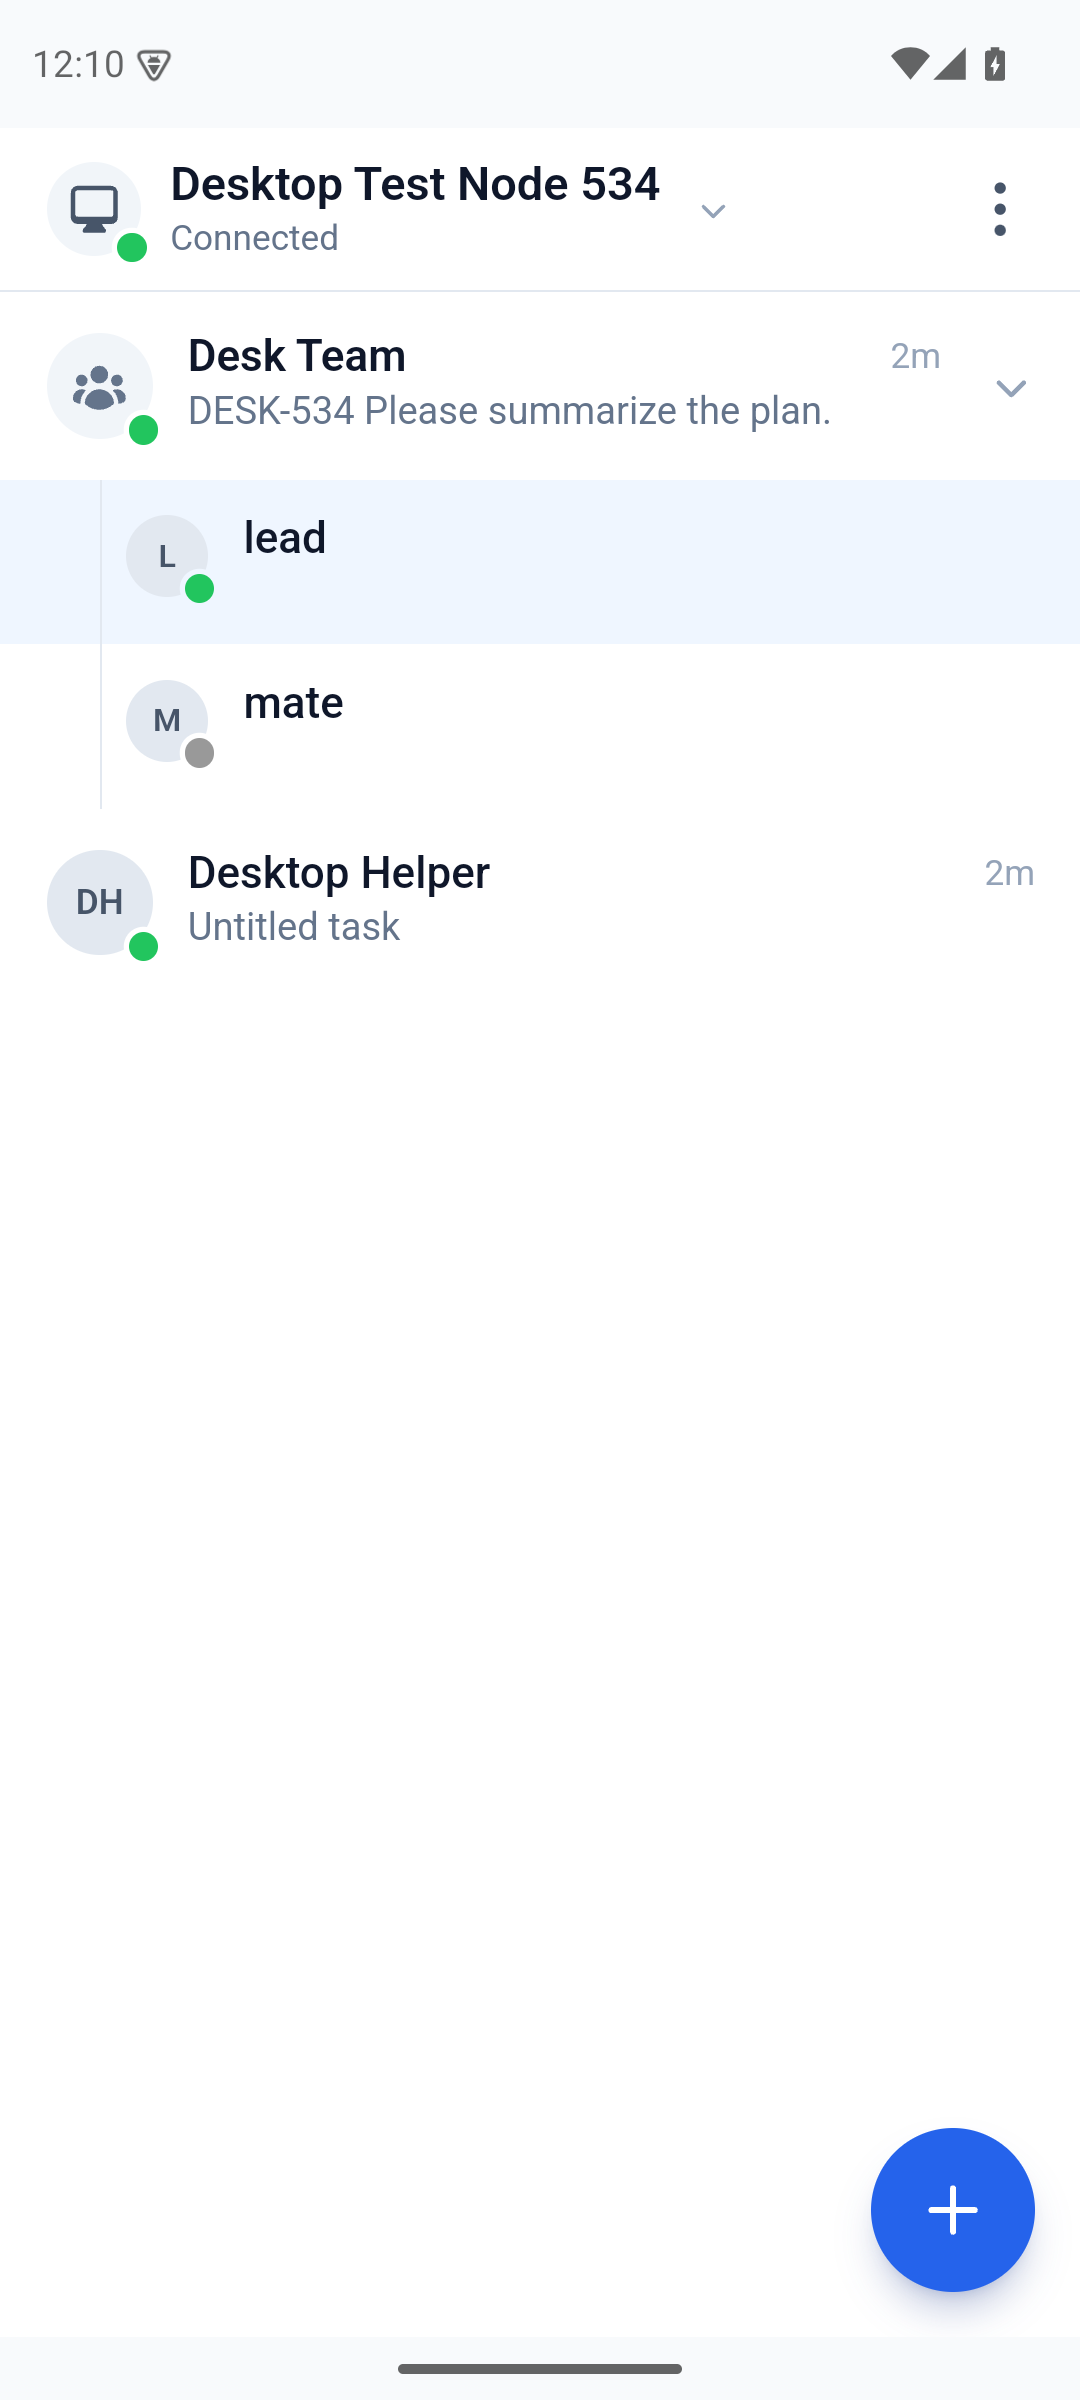 12:10
Desktop Test Node 534
Connected
Desk Team
2m
DESK-534 Please summarize the plan.
L
lead
M
mate
DH
Desktop Helper
2m
Untitled task